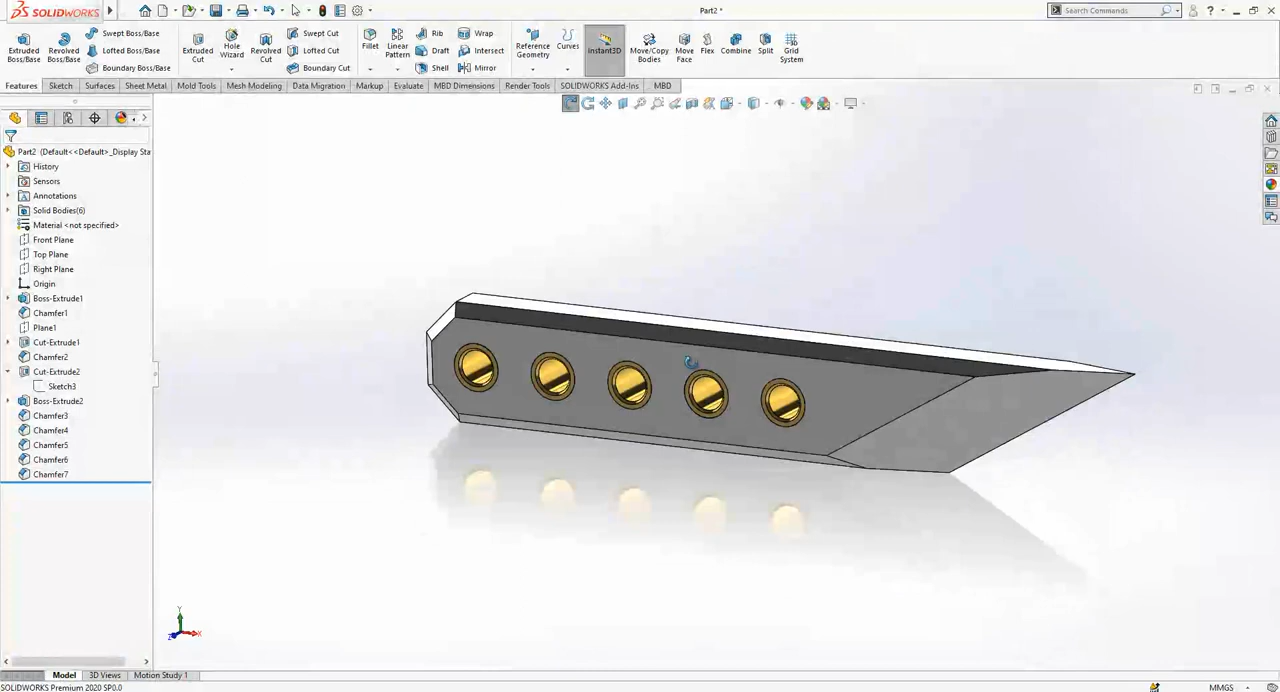 SOLIDWORKS
Part2 *
Search Commands
Extruded Boss/Base
Revolved Boss/Base
Swept Boss/Base
Lofted Boss/Base
Boundary Boss/Base
Extruded Cut
Hole Wizard
Revolved Cut
Swept Cut
Lofted Cut
Boundary Cut
Fillet
Linear Pattern
Rib
Draft
Shell
Wrap
Intersect
Mirror
Reference Geometry
Curves
Instant3D
Move/Copy Bodies
Move Face
Flex
Combine
Split
Grid System
Features Sketch Surfaces Sheet Metal Mold Tools Mesh Modeling Data Migration Markup Evaluate MBD Dimensions Render Tools SOLIDWORKS Add-Ins MBD
Part2 (Default<<Default>_Display Sta
History
Sensors
Annotations
Solid Bodies(6)
Material <not specified>
Front Plane
Top Plane
Right Plane
Origin
Boss-Extrude1
Chamfer1
Plane1
Cut-Extrude1
Chamfer2
Cut-Extrude2
Sketch3
Boss-Extrude2
Chamfer3
Chamfer4
Chamfer5
Chamfer6
Chamfer7
Y
Z X
Model 3D Views Motion Study 1
SOLIDWORKS Premium 2020 SP0.0
MMGS